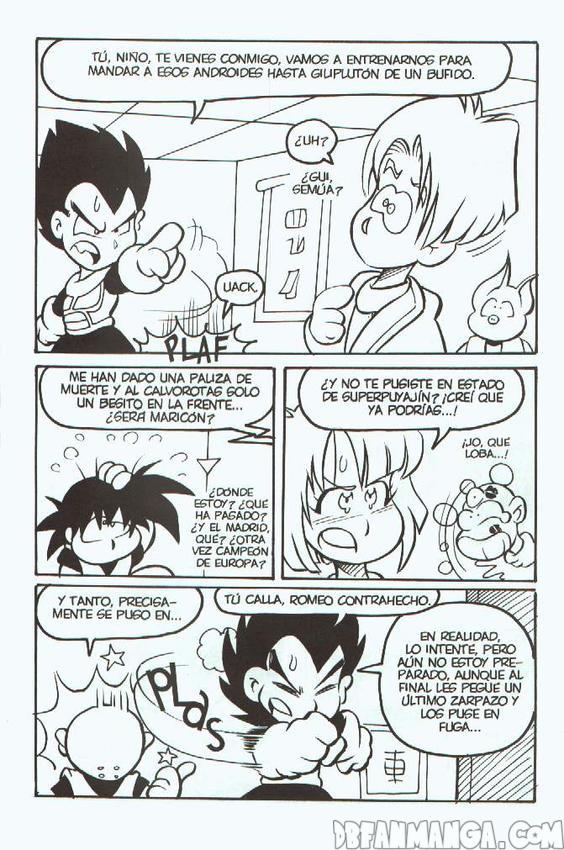 TÚ, NIÑO, TE VIENES CONMIGO, VAMOS A ENTRENARNOS PARA
MANDAR A ESOS ANDROIDES HASTA GILIPLUTÓN DE UN BUFIDO.
¿UH?
¿GUI,
SEMÚA?
UACK.
PLAF
ME HAN DADO UNA PALIZA DE
MUERTE Y AL CALVOROTAS SOLO
UN BESITO EN LA FRENTE...
¿SERÁ MARICÓN?
¿DÓNDE
ESTOY? ¿QUÉ
HA PASADO?
¿Y EL MADRID,
QUÉ? ¿OTRA
VEZ CAMPEÓN
DE EUROPA?
¿Y NO TE PUSISTE EN ESTADO
DE SUPERPUYAJÍN? ¡CREÍ QUE
YA PODRÍAS...!
¡JO, QUE
LOBA...!
Y TANTO, PRECISA-
MENTE SE PUSO EN...
TÚ CALLA, ROMEO CONTRAHECHO.
PLAS
EN REALIDAD,
LO INTENTE, PERO
AÚN NO ESTOY PRE-
PARADO, AUNQUE AL
FINAL LES PEGUE UN
ÚLTIMO ZARPAZO Y
LOS PUSE EN
FUGA...
車
DBFANMANGA.COM